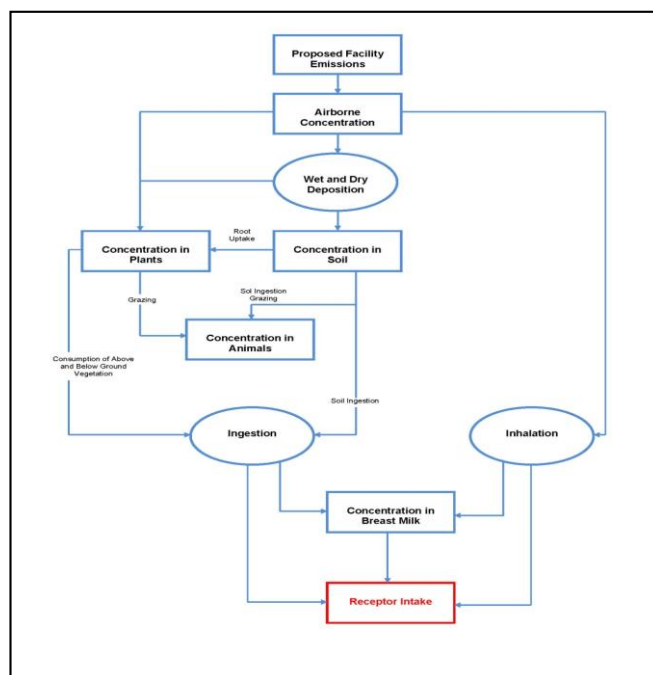 Proposed Facility
Emissions
Airborne
Concentration
Wet and Dry
Deposition
Root
Uptake
Concentration in
Plants
Concentration in
Soil
Grazing
Sol Ingestion
Grazing
Concentration in
Animals
Consumption of Above
and Below Ground
Vegetation
Soil Ingestion
Ingestion
Inhalation
Concentration in
Breast Milk
Receptor Intake